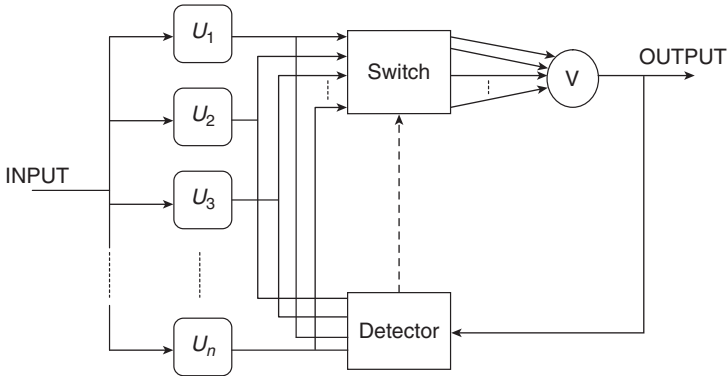 U1
Switch
V
OUTPUT
U2
INPUT
U3
Un
Detector